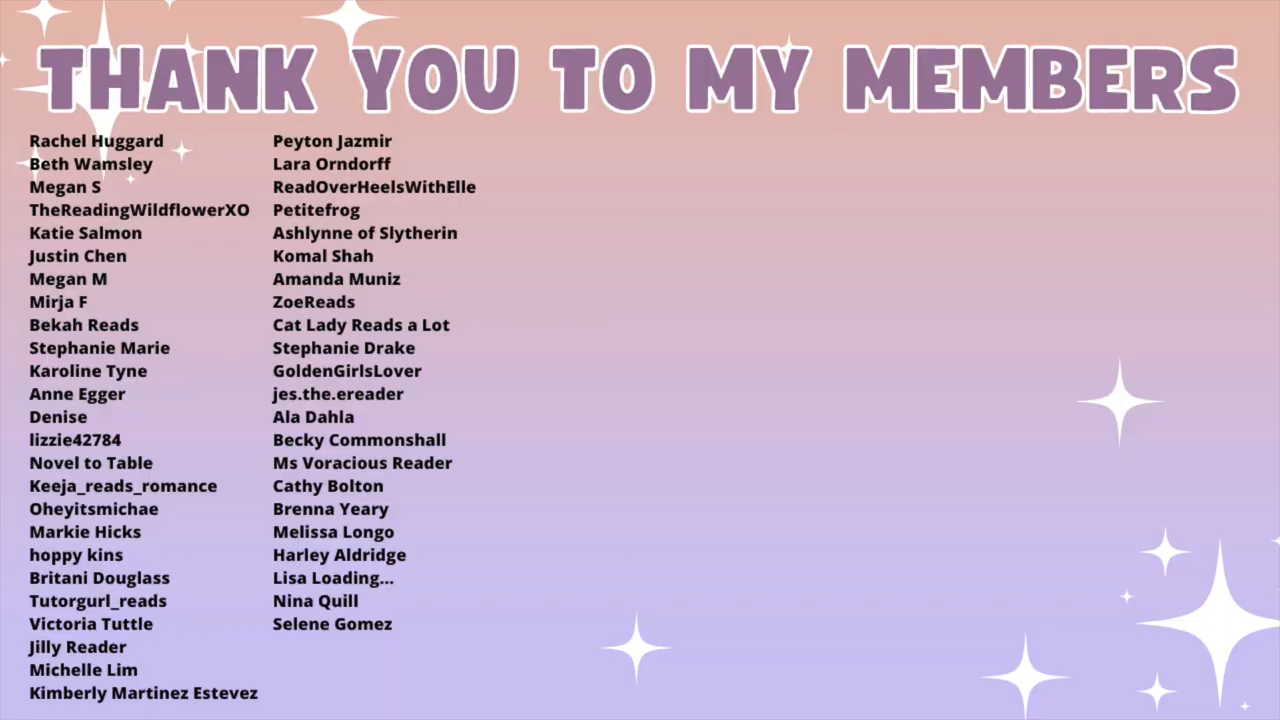 THANK YOU TO MY MEMBERS
Rachel Huggard
Beth Wamsley
Megan S
TheReadingWildflowerXO
Katie Salmon
Justin Chen
Megan M
Mirja F
Bekah Reads
Stephanie Marie
Karoline Tyne
Anne Egger
Denise
lizzie42784
Novel to Table
Keeja_reads_romance
Oheyitsmichae
Markie Hicks
hoppy kins
Britani Douglass
Tutorgurl_reads
Victoria Tuttle
Jilly Reader
Michelle Lim
Kimberly Martinez Estevez
Peyton Jazmir
Lara Orndorff
ReadOverHeelsWithElle
Petitefrog
Ashlynne of Slytherin
Komal Shah
Amanda Muniz
ZoeReads
Cat Lady Reads a Lot
Stephanie Drake
GoldenGirlsLover
jes.the.ereader
Ala Dahla
Becky Commonshall
Ms Voracious Reader
Cathy Bolton
Brenna Yeary
Melissa Longo
Harley Aldridge
Lisa Loading...
Nina Quill
Selene Gomez